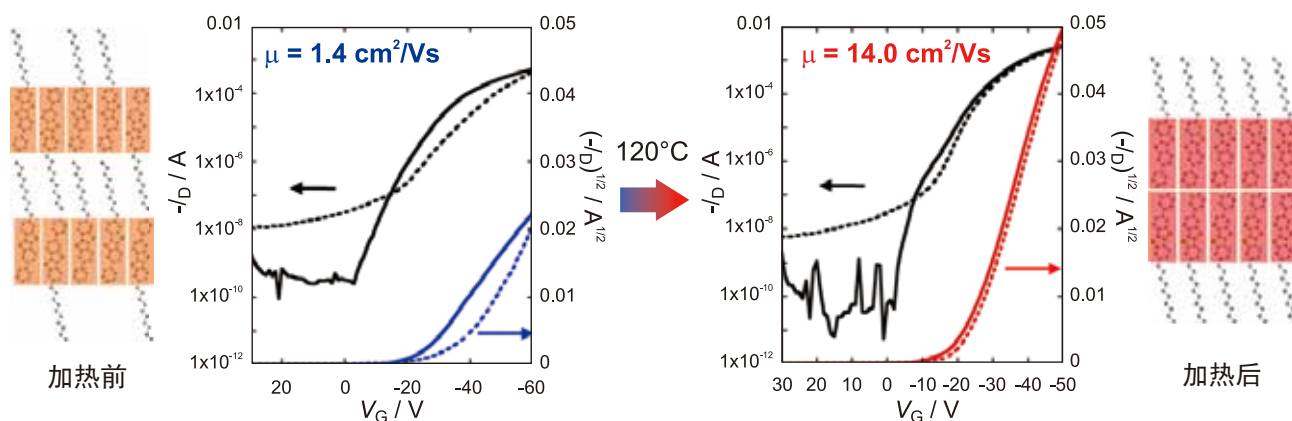 加热前
μ = 1.4 cm²/Vs
-I_D / A
0.01
1x10⁻⁴
1x10⁻⁶
1x10⁻⁸
1x10⁻¹⁰
1x10⁻¹²
20 0 -20 -40 -60
V_G / V
0.05
0.04
0.03
0.02
0.01
0
(-I_D)^1/2 / A^1/2
120°C
μ = 14.0 cm²/Vs
-I_D / A
0.01
1x10⁻⁴
1x10⁻⁶
1x10⁻⁸
1x10⁻¹⁰
1x10⁻¹²
30 20 10 0 -10 -20 -30 -40 -50
V_G / V
0.05
0.04
0.03
0.02
0.01
0
(-I_D)^1/2 / A^1/2
加热后